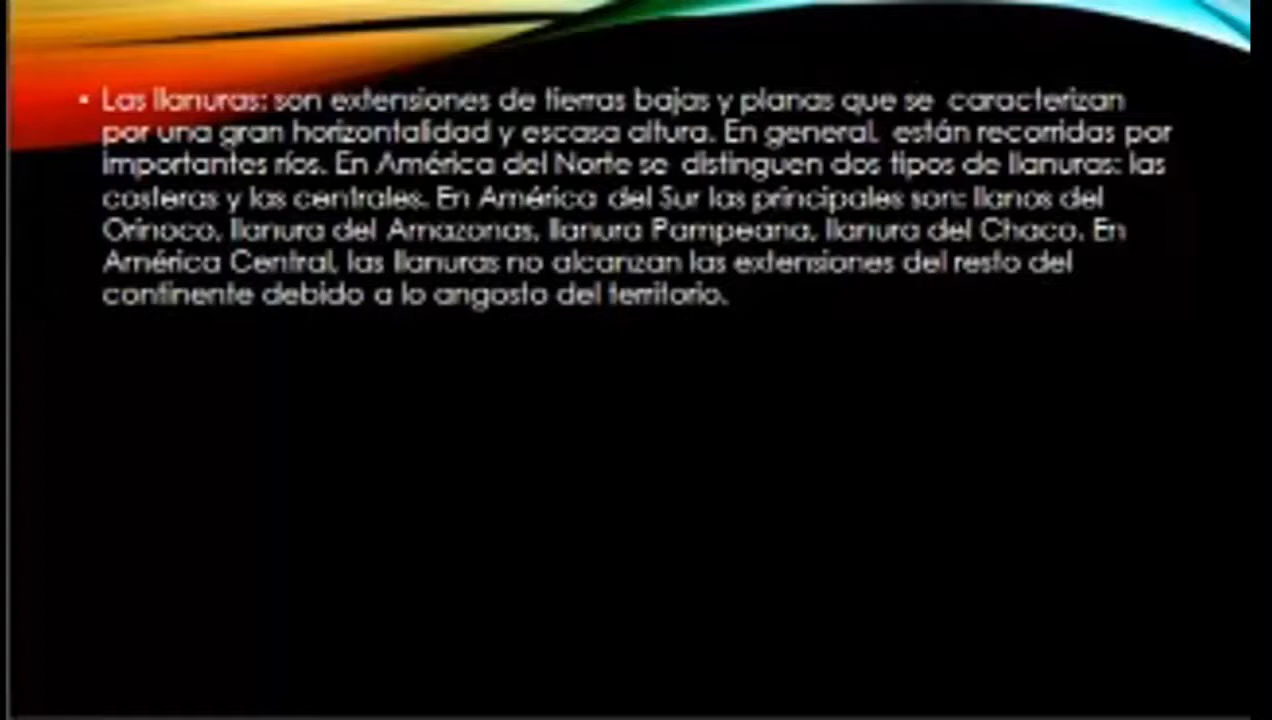 • Las llanuras: son extensiones de tierras bajas y planas que se caracterizan
por una gran horizontalidad y escasa altura. En general, están recorridas por
importantes ríos. En América del Norte se distinguen dos tipos de llanuras: las
costeras y las centrales. En América del Sur las principales son: llanos del
Orinoco, llanura del Amazonas, llanura Pampeana, llanura del Chaco. En
América Central, las llanuras no alcanzan las extensiones del resto del
continente debido a lo angosto del territorio.